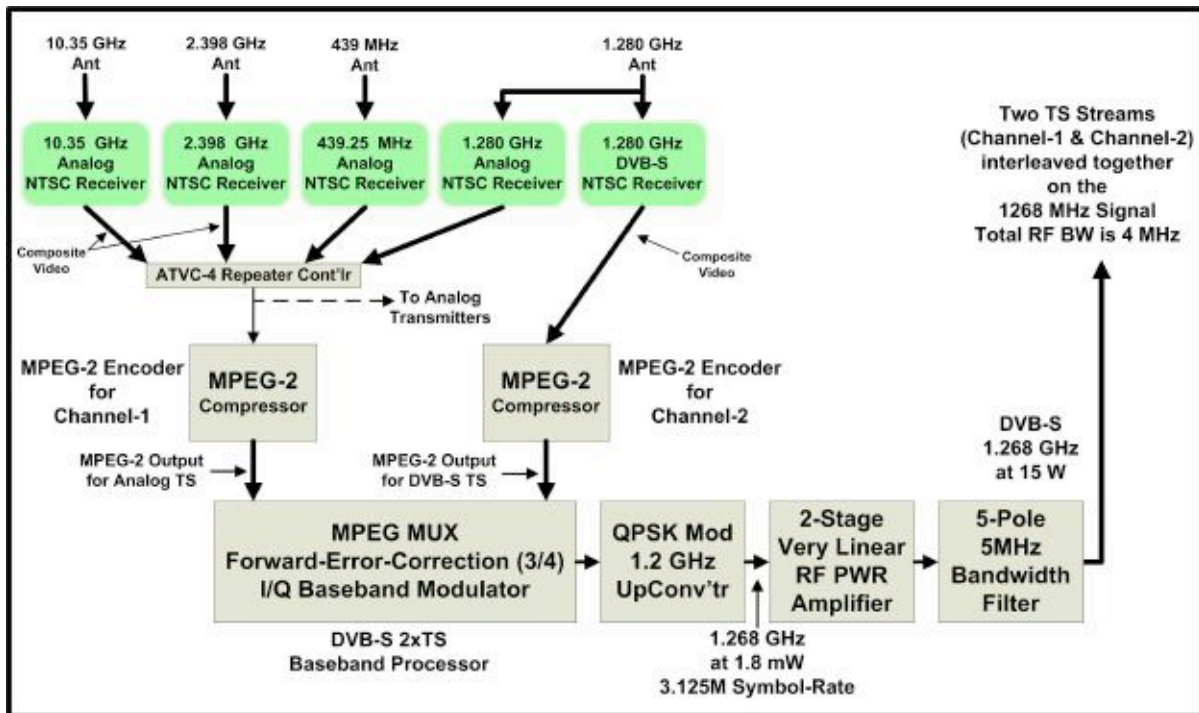 10.35 GHz
Ant
2.398 GHz
Ant
439 MHz
Ant
1.280 GHz
Ant
10.35 GHz
Analog
NTSC Receiver
2.398 GHz
Analog
NTSC Receiver
439.25 MHz
Analog
NTSC Receiver
1.280 GHz
Analog
NTSC Receiver
1.280 GHz
DVB-S
NTSC Receiver
Two TS Streams
(Channel-1 & Channel-2)
interleaved together
on the
1268 MHz Signal
Total RF BW is 4 MHz
Composite
Video
ATVC-4 Repeater Cont'lr
Composite
Video
To Analog
Transmitters
MPEG-2 Encoder
for
Channel-1
MPEG-2
Compressor
MPEG-2
Compressor
MPEG-2 Encoder
for
Channel-2
MPEG-2 Output
for Analog TS
MPEG-2 Output
for DVB-S TS
DVB-S
1.268 GHz
at 15 W
MPEG MUX
Forward-Error-Correction (3/4)
I/Q Baseband Modulator
QPSK Mod
1.2 GHz
UpConv'tr
2-Stage
Very Linear
RF PWR
Amplifier
5-Pole
5MHz
Bandwidth
Filter
DVB-S 2xTS
Baseband Processor
1.268 GHz
at 1.8 mW
3.125M Symbol-Rate